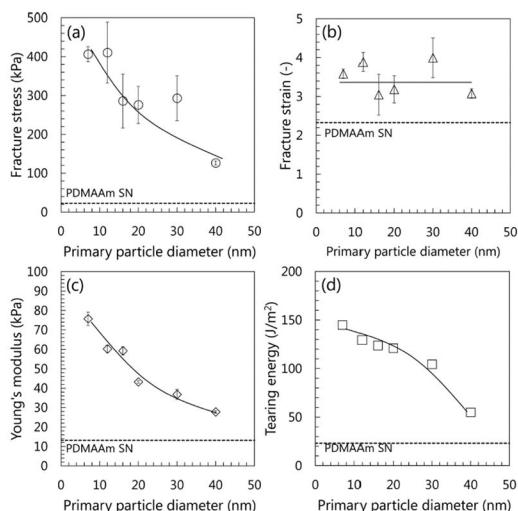 (a)
Fracture stress (kPa)
500
400
300
200
100
0
PDMAAm SN
0 10 20 30 40 50
Primary particle diameter (nm)
(b)
Fracture strain (-)
6
5
4
3
2
1
0
PDMAAm SN
0 10 20 30 40 50
Primary particle diameter (nm)
(c)
Young's modulus (kPa)
100
90
80
70
60
50
40
30
20
10
0
PDMAAm SN
0 10 20 30 40 50
Primary particle diameter (nm)
(d)
Tearing energy (J/m²)
200
150
100
50
0
PDMAAm SN
0 10 20 30 40 50
Primary particle diameter (nm)